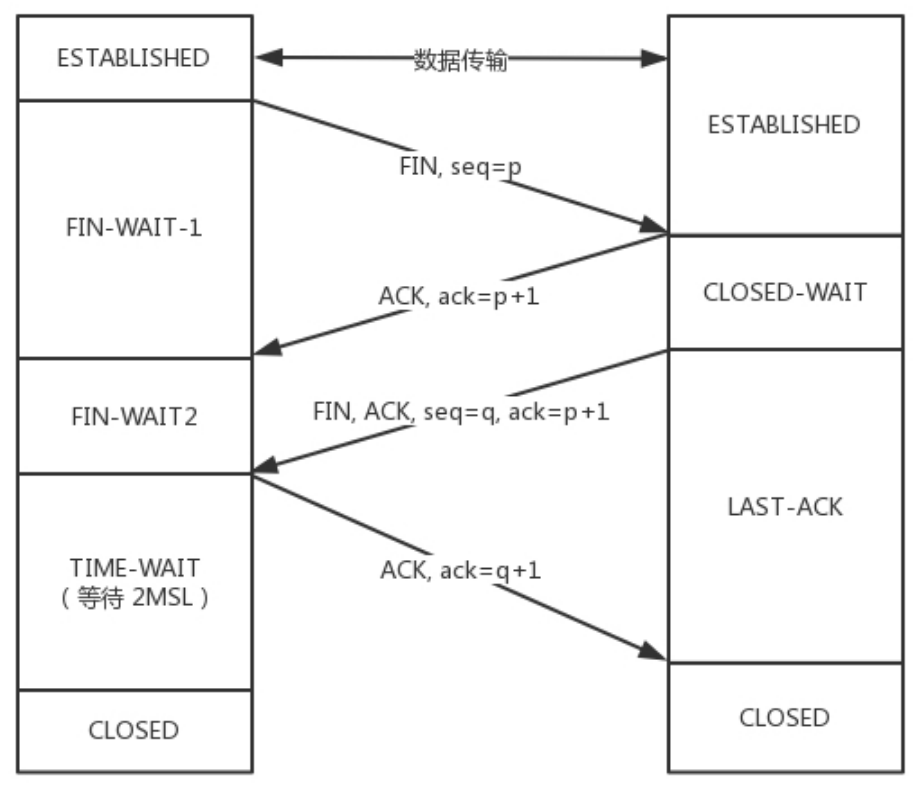 ESTABLISHED
数据传输
ESTABLISHED
FIN, seq=p
FIN-WAIT-1
ACK, ack=p+1
CLOSED-WAIT
FIN-WAIT2
FIN, ACK, seq=q, ack=p+1
LAST-ACK
TIME-WAIT
（等待 2MSL）
ACK, ack=q+1
CLOSED
CLOSED